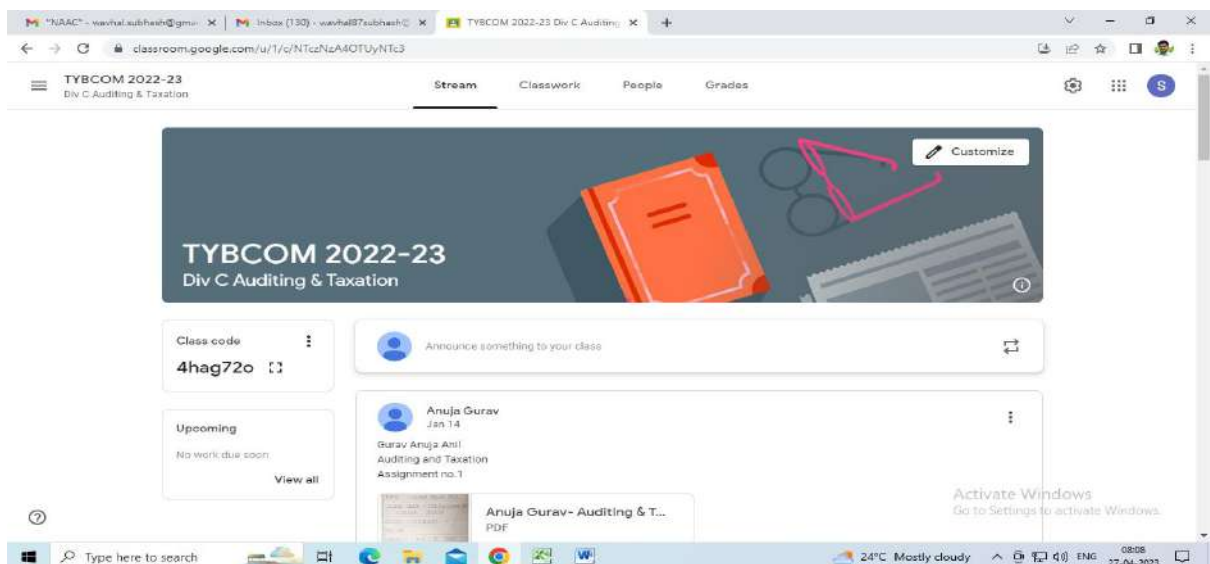 "NAAC" - wavhal.subhash@gmai
Inbox (130) - wavhal87subhash@
TYBCOM 2022-23 Div C Auditing
classroom.google.com/u/1/c/NTczNzA4OTUyNTc3
TYBCOM 2022-23
Div C Auditing & Taxation
Stream
Classwork
People
Grades
S
Customize
TYBCOM 2022-23
Div C Auditing & Taxation
Class code
4hag72o
Announce something to your class
Upcoming
No work due soon
View all
Anuja Gurav
Jan 14
Gurav Anuja Anil
Auditing and Taxation
Assignment no.1
Anuja Gurav- Auditing & T...
PDF
Activate Windows
Go to Settings to activate Windows.
Type here to search
24°C Mostly cloudy
ENG
08:08
27-04-2023